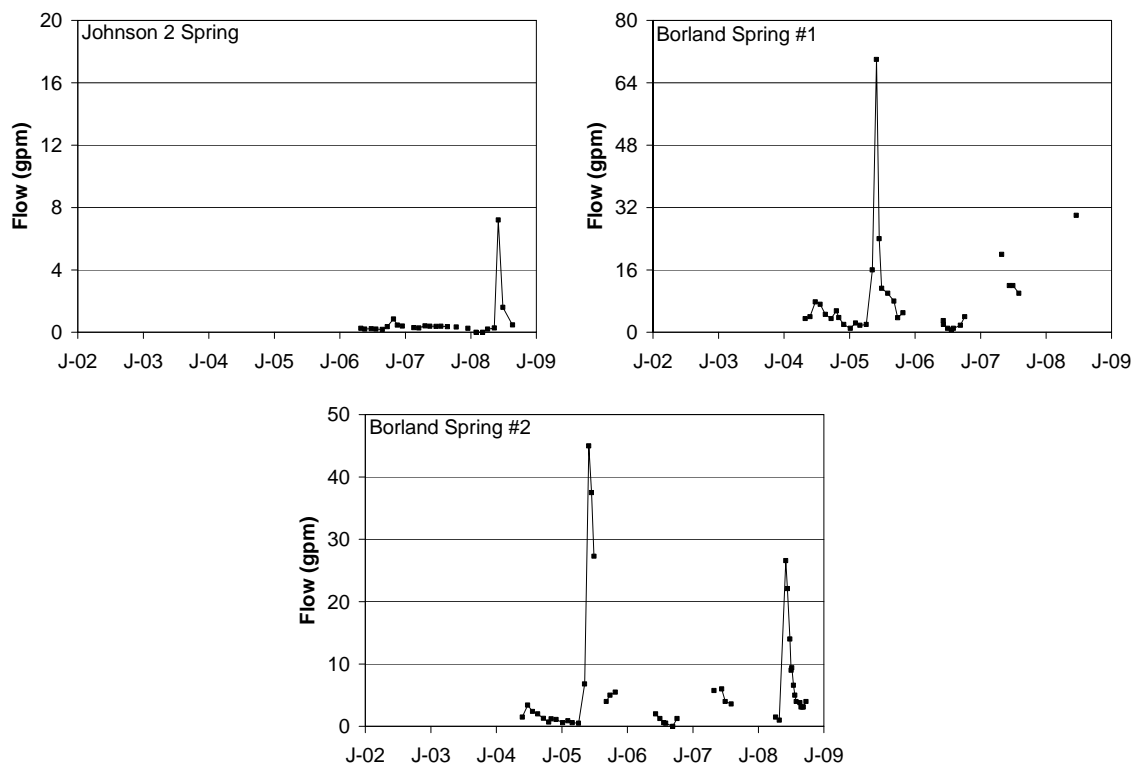 Johnson 2 Spring
20
16
12
8
4
0
Flow (gpm)
J-02 J-03 J-04 J-05 J-06 J-07 J-08 J-09
Borland Spring #1
80
64
48
32
16
0
Flow (gpm)
J-02 J-03 J-04 J-05 J-06 J-07 J-08 J-09
Borland Spring #2
50
40
30
20
10
0
Flow (gpm)
J-02 J-03 J-04 J-05 J-06 J-07 J-08 J-09